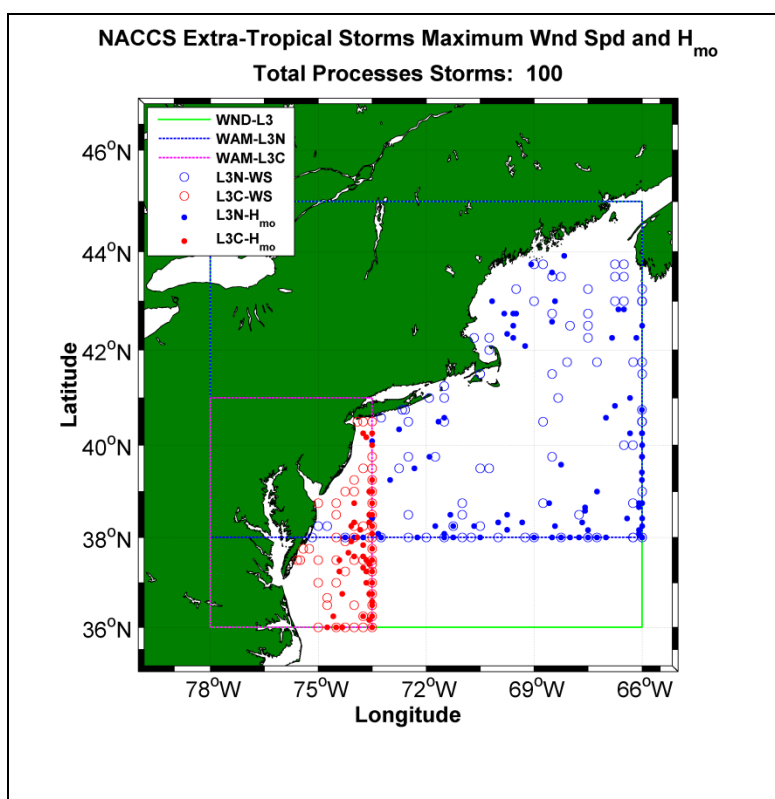 NACCS Extra-Tropical Storms Maximum Wnd Spd and Hmo
Total Processes Storms: 100
WND-L3
WAM-L3N
WAM-L3C
L3N-WS
L3C-WS
L3N-Hmo
L3C-Hmo
46°N
44°N
42°N
40°N
38°N
36°N
Latitude
78°W 75°W 72°W 69°W 66°W
Longitude